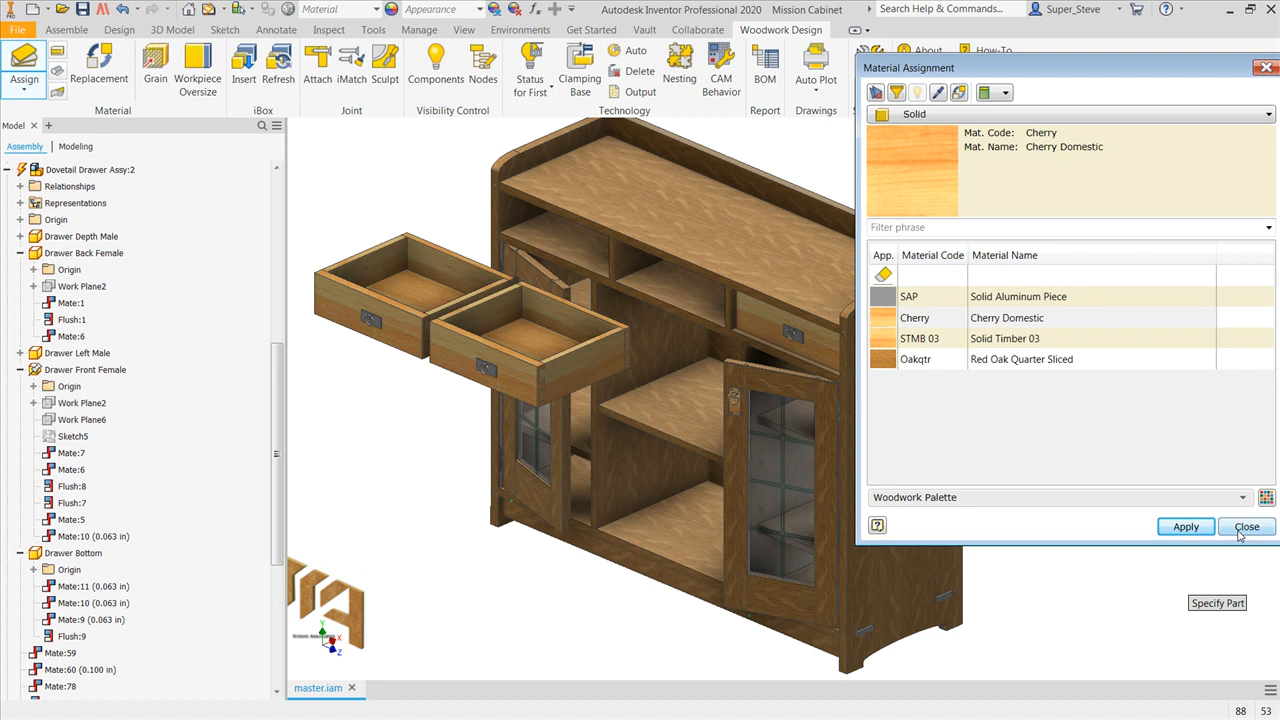 PRO
Material
Appearance
Autodesk Inventor Professional 2020 Mission Cabinet
Search Help & Commands...
Super_Steve
File
Assemble
Design
3D Model
Sketch
Annotate
Inspect
Tools
Manage
View
Environments
Get Started
Vault
Collaborate
Woodwork Design
Assign
Replacement
Grain
Workpiece
Oversize
Insert
Refresh
Attach
iMatch
Sculpt
Components
Nodes
Status
for First
Clamping
Base
Auto
Delete
Output
Nesting
CAM
Behavior
BOM
Auto Plot
About
How-To
Material
iBox
Joint
Visibility Control
Technology
Report
Drawings
Model
Assembly
Modeling
Dovetail Drawer Assy:2
Relationships
Representations
Origin
Drawer Depth Male
Drawer Back Female
Origin
Work Plane2
Mate:1
Flush:1
Mate:6
Drawer Left Male
Drawer Front Female
Origin
Work Plane2
Work Plane6
Sketch5
Mate:7
Mate:6
Flush:8
Flush:7
Mate:5
Mate:10 (0.063 in)
Drawer Bottom
Origin
Mate:11 (0.063 in)
Mate:10 (0.063 in)
Mate:9 (0.063 in)
Flush:9
Mate:59
Mate:60 (0.100 in)
Mate:78
Y
X
Z
master.iam
Material Assignment
Solid
Mat. Code: Cherry
Mat. Name: Cherry Domestic
Filter phrase
App. Material Code Material Name
SAP Solid Aluminum Piece
Cherry Cherry Domestic
STMB 03 Solid Timber 03
Oakqtr Red Oak Quarter Sliced
Woodwork Palette
Apply
Close
Specify Part
88 53